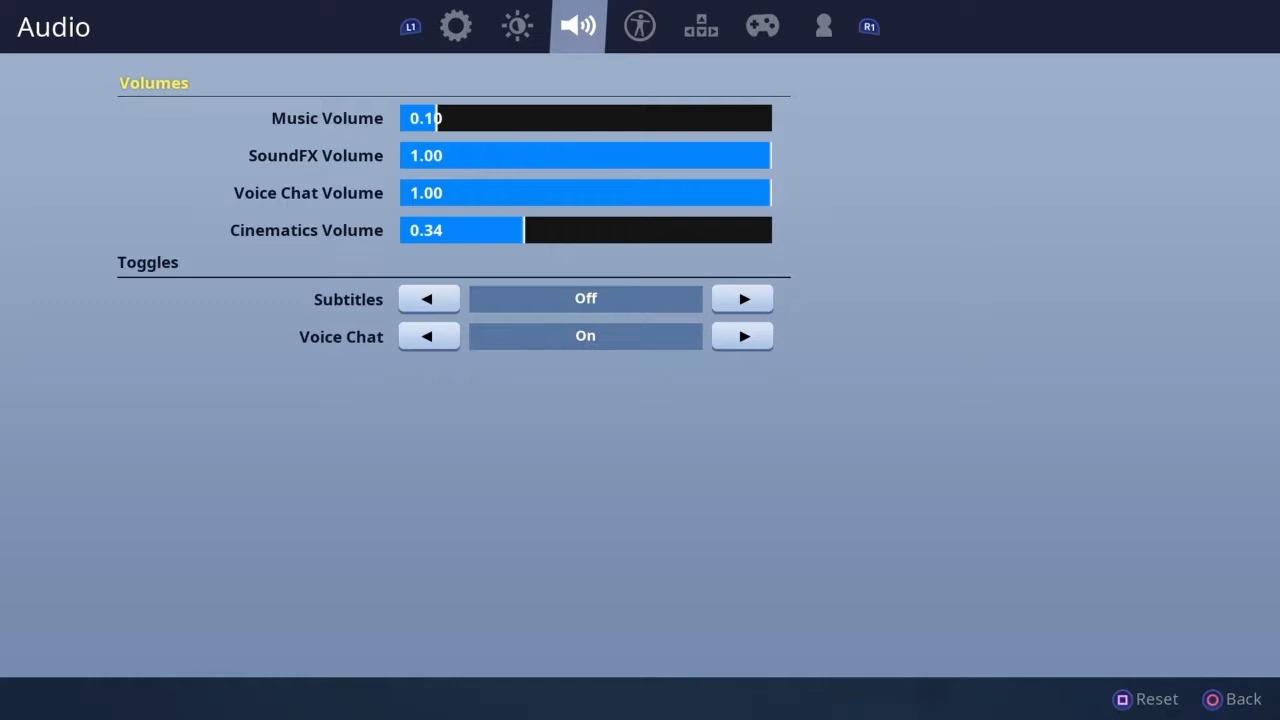 Audio
L1
R1
Volumes
Music Volume 0.10
SoundFX Volume 1.00
Voice Chat Volume 1.00
Cinematics Volume 0.34
Toggles
Subtitles Off
Voice Chat On
Reset Back